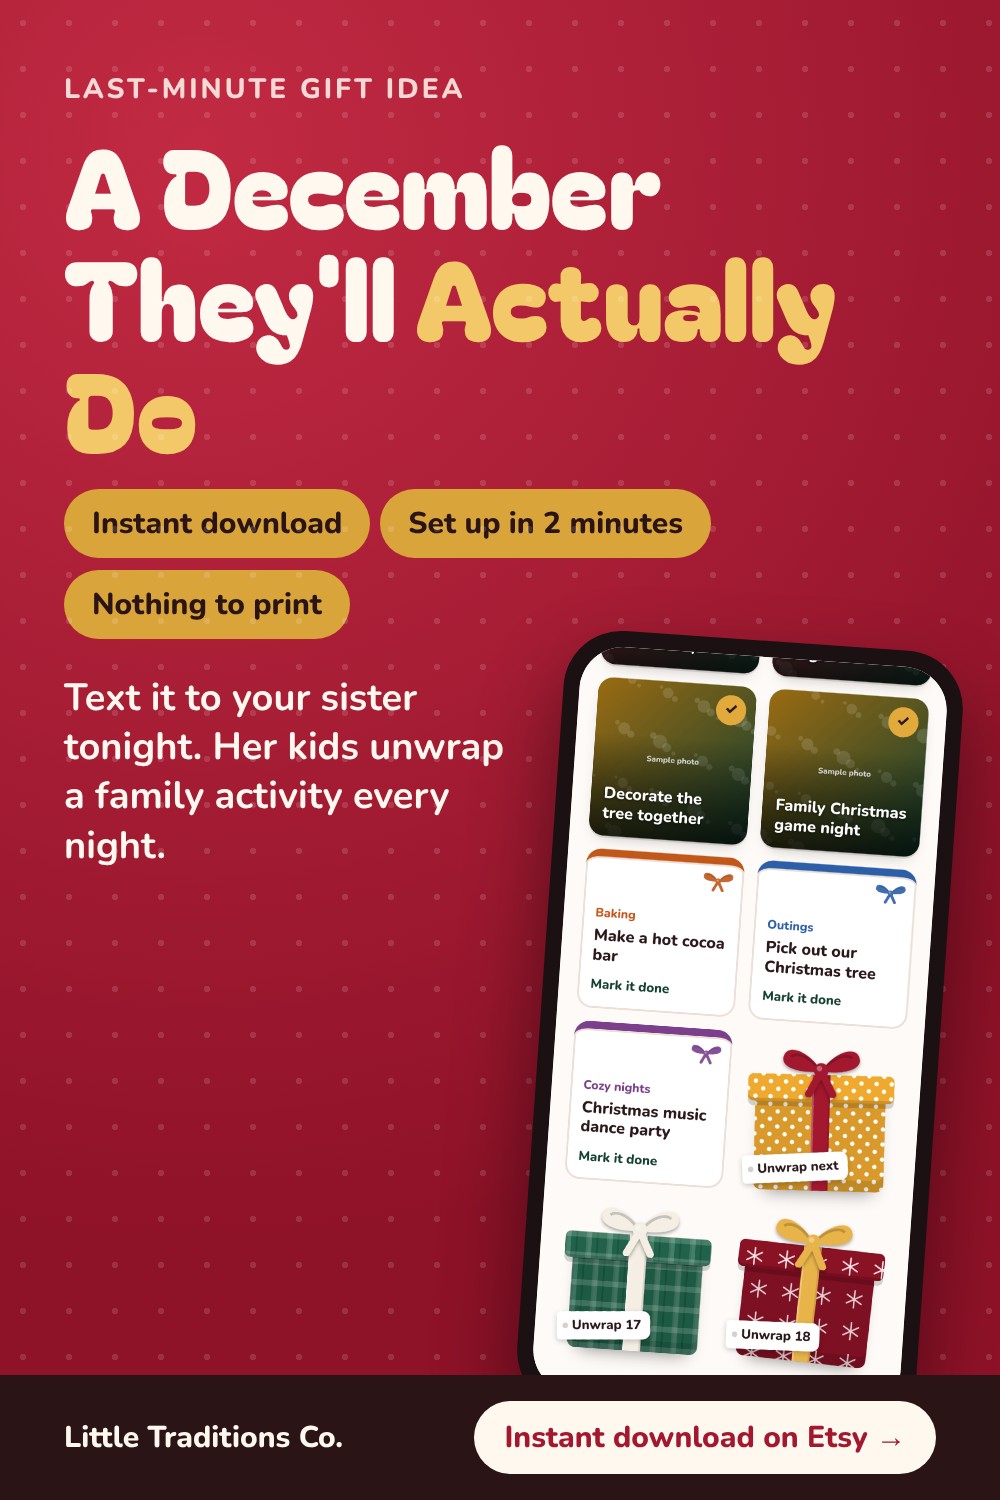 LAST-MINUTE GIFT IDEA
A December
They'll Actually
Do
Instant download
Set up in 2 minutes
Nothing to print
Text it to your sister
tonight. Her kids unwrap
a family activity every
night.
Sample photo
Decorate the
tree together
Sample photo
Family Christmas
game night
Baking
Make a hot cocoa
bar
Mark it done
Outings
Pick out our
Christmas tree
Mark it done
Cozy nights
Christmas music
dance party
Mark it done
Unwrap next
Unwrap 17
Unwrap 18
Little Traditions Co.
Instant download on Etsy →